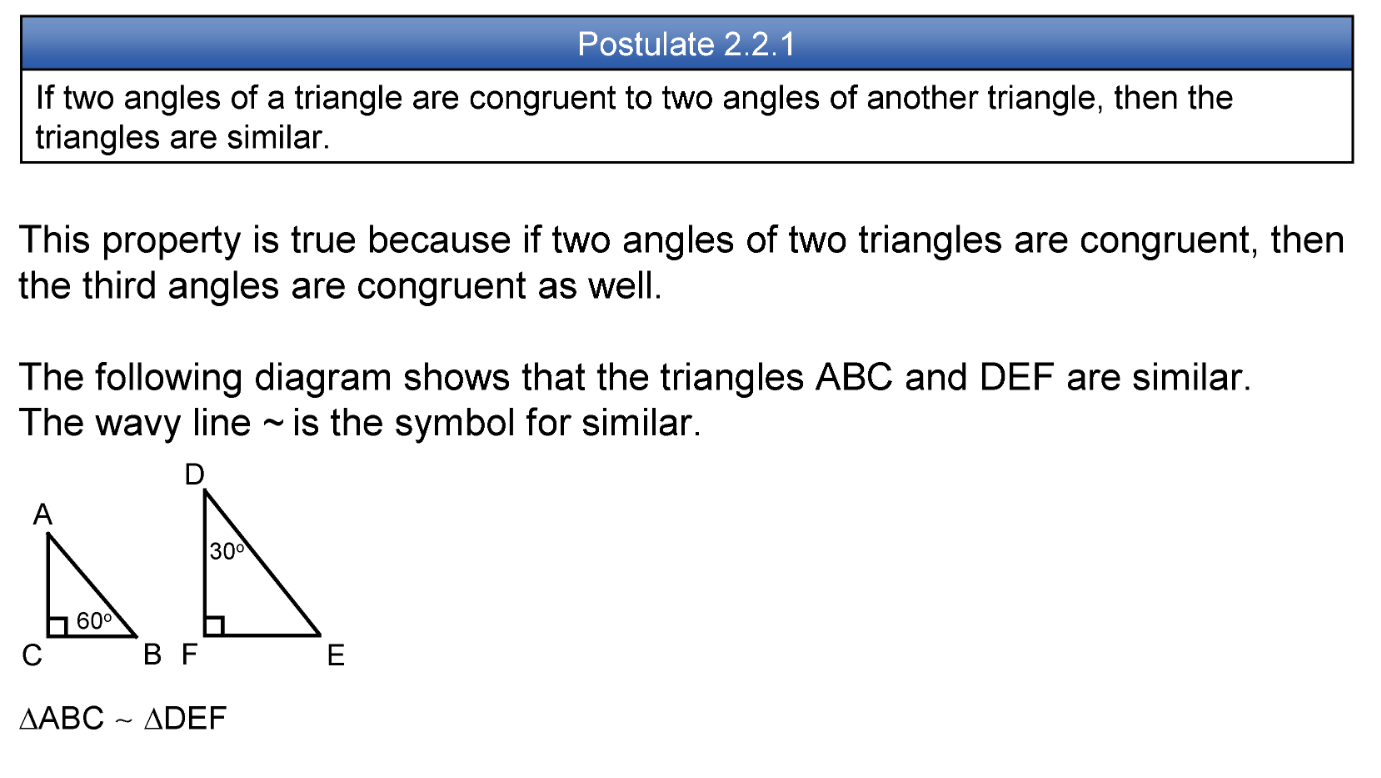 Postulate 2.2.1
If two angles of a triangle are congruent to two angles of another triangle, then the
triangles are similar.
This property is true because if two angles of two triangles are congruent, then
the third angles are congruent as well.
The following diagram shows that the triangles ABC and DEF are similar.
The wavy line ~ is the symbol for similar.
D
A
30°
60°
C B F E
∆ABC ~ ∆DEF